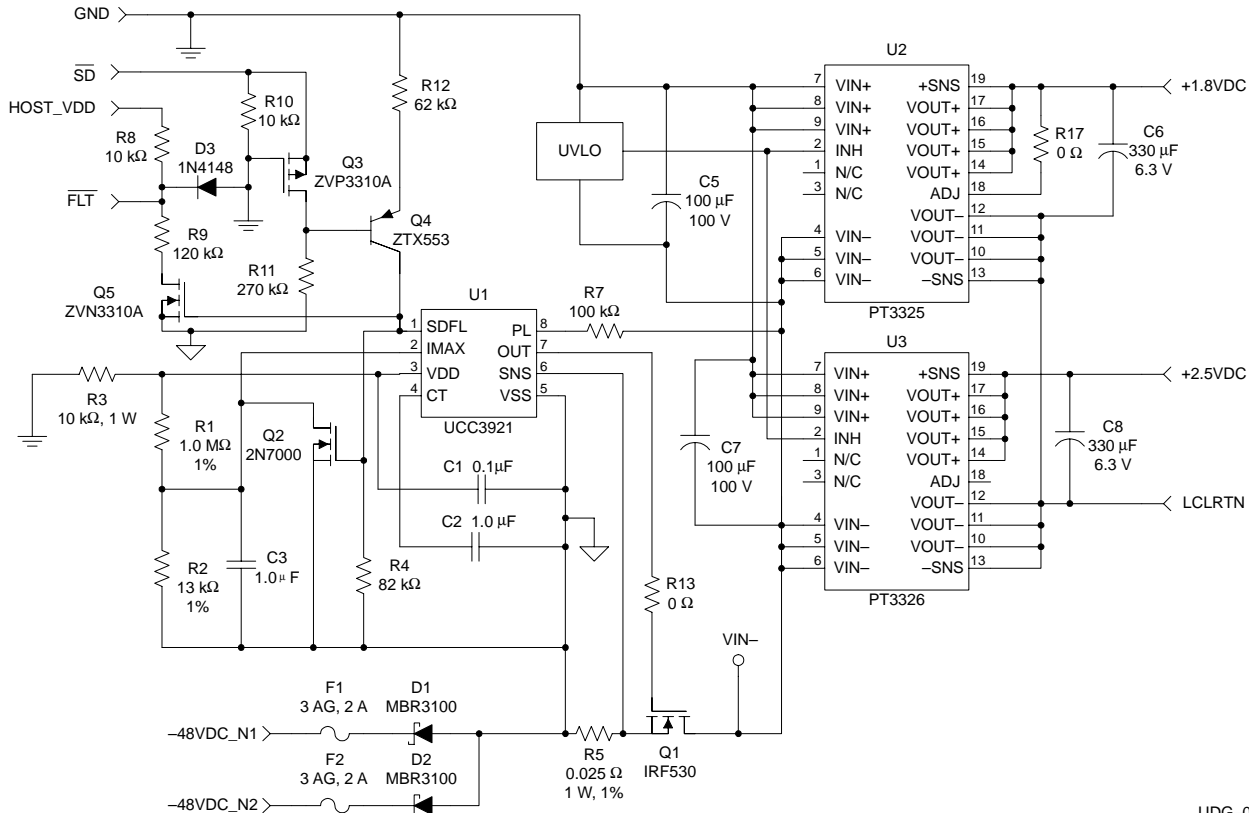 GND
SD
HOST_VDD
R8
10 kΩ
D3
1N4148
FLT
R9
120 kΩ
Q5
ZVN3310A
R10
10 kΩ
Q3
ZVP3310A
R11
270 kΩ
R12
62 kΩ
Q4
ZTX553
U1
1 SDFL PL 8
2 IMAX OUT 7
3 VDD SNS 6
4 CT VSS 5
UCC3921
R7
100 kΩ
UVLO
C5
100 µF
100 V
U2
7 VIN+ +SNS 19
8 VIN+ VOUT+ 17
9 VIN+ VOUT+ 16
2 INH VOUT+ 15
1 N/C VOUT+ 14
3 N/C ADJ 18
VOUT– 12
4 VIN– VOUT– 11
5 VIN– VOUT– 10
6 VIN– –SNS 13
PT3325
R17
0 Ω
C6
330 µF
6.3 V
+1.8VDC
U3
7 VIN+ +SNS 19
8 VIN+ VOUT+ 17
9 VIN+ VOUT+ 16
2 INH VOUT+ 15
1 N/C VOUT+ 14
3 N/C ADJ 18
VOUT– 12
4 VIN– VOUT– 11
5 VIN– VOUT– 10
6 VIN– –SNS 13
PT3326
C7
100 µF
100 V
C8
330 µF
6.3 V
+2.5VDC
LCLRTN
R3
10 kΩ, 1 W
R1
1.0 MΩ
1%
Q2
2N7000
C1 0.1µF
C2 1.0 µF
R2
13 kΩ
1%
C3
1.0µ F
R4
82 kΩ
R13
0 Ω
VIN–
F1
3 AG, 2 A
D1
MBR3100
–48VDC_N1
F2
3 AG, 2 A
D2
MBR3100
–48VDC_N2
R5
0.025 Ω
1 W, 1%
Q1
IRF530